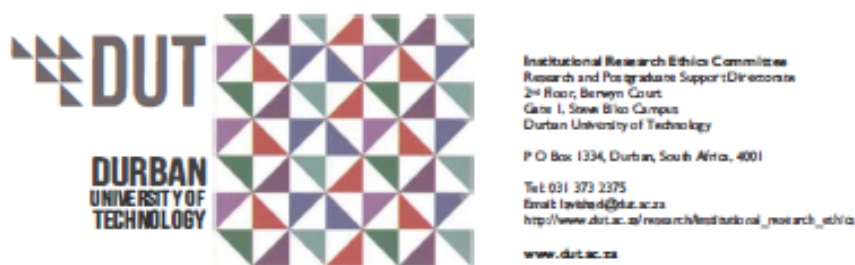 DUT
DURBAN
UNIVERSITY OF
TECHNOLOGY
Institutional Research Ethics Committee
Research and Postgraduate Support Directorate
2nd Floor, Berwyn Court
Gate 1, Steve Biko Campus
Durban University of Technology
P O Box 1334, Durban, South Africa, 4001
Tel: 031 373 2375
Email: lavishad@dut.ac.za
http://www.dut.ac.za/research/institutional_research_ethics
www.dut.ac.za